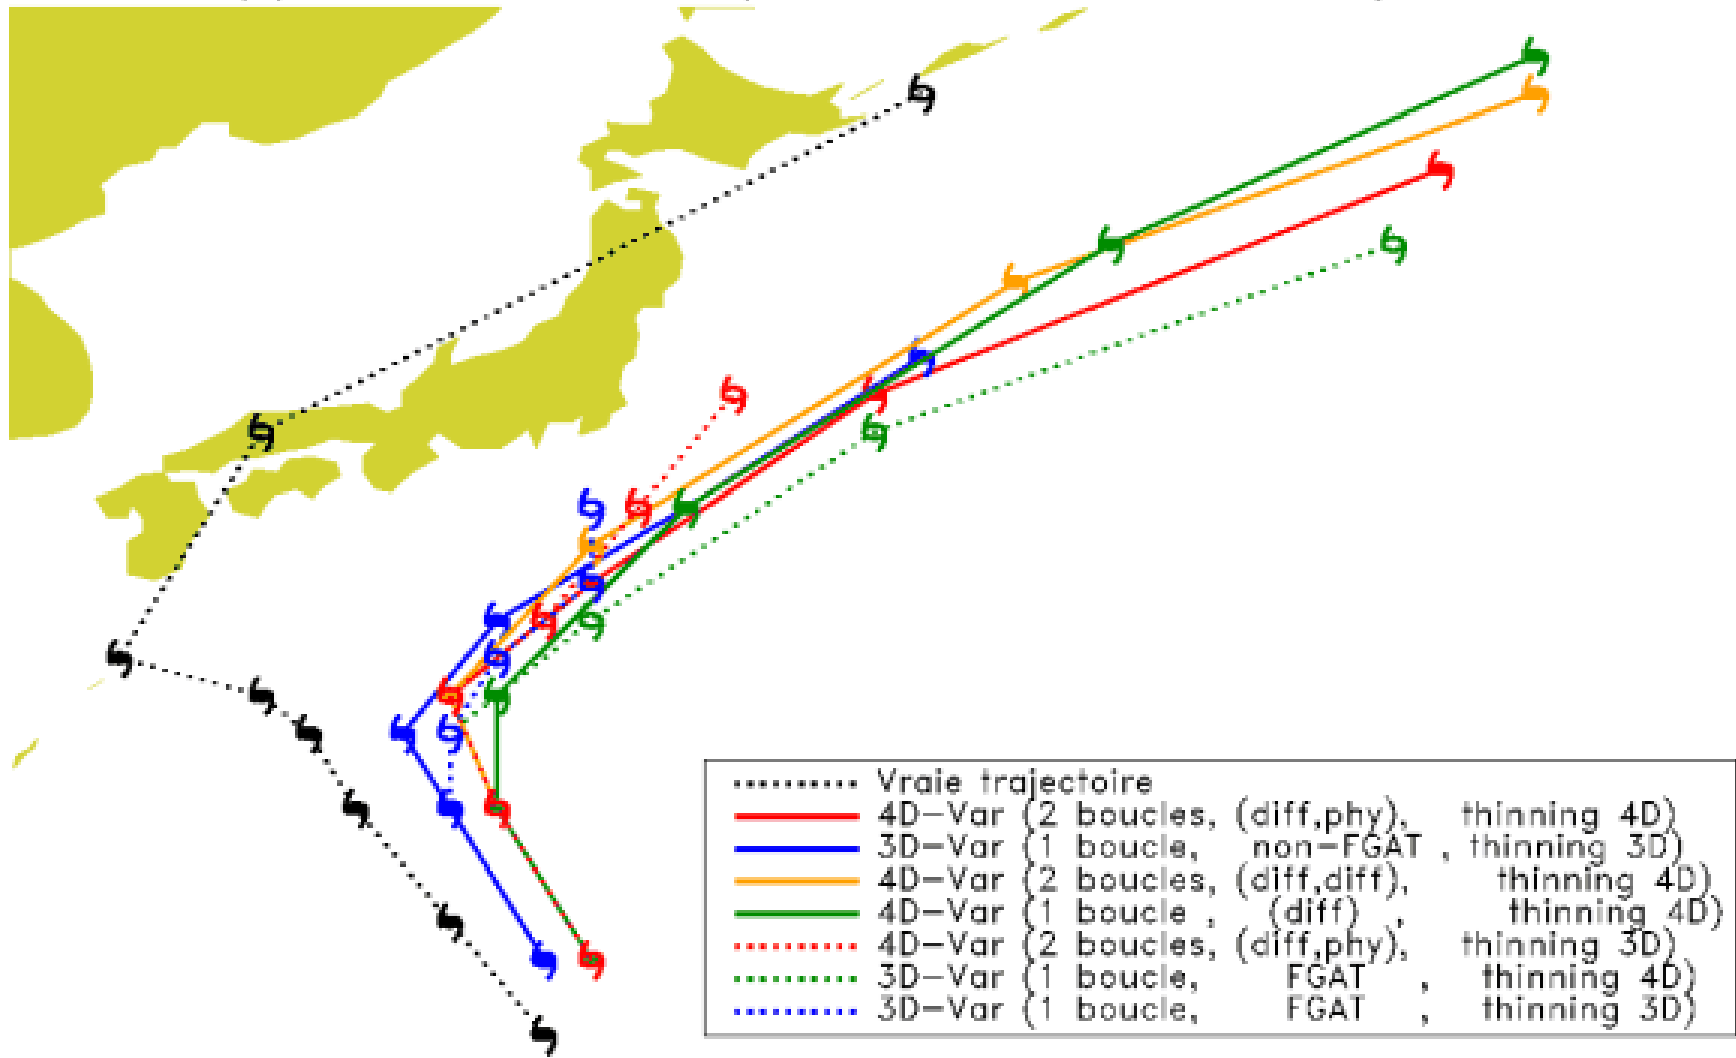 Vraie trajectoire
4D-Var (2 boucles, (diff,phy), thinning 4D)
3D-Var (1 boucle, non-FGAT , thinning 3D)
4D-Var (2 boucles, (diff,diff), thinning 4D)
4D-Var (1 boucle , (diff) , thinning 4D)
4D-Var (2 boucles, (diff,phy), thinning 3D)
3D-Var (1 boucle, FGAT , thinning 4D)
3D-Var (1 boucle, FGAT , thinning 3D)